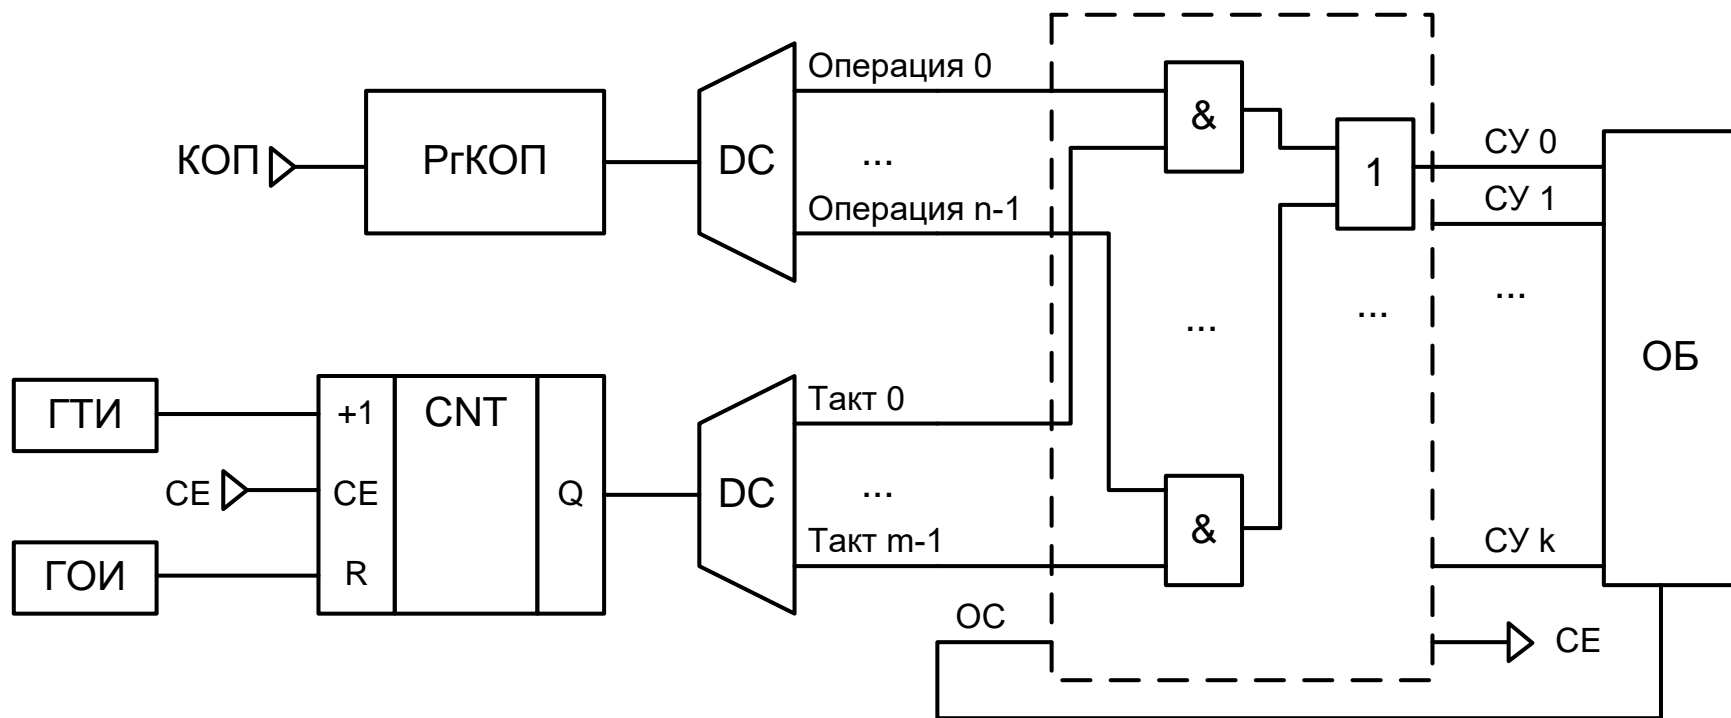 Операция 0
&
КОП
РгКОП
DC
...
1
СУ 0
СУ 1
Операция n-1
...
...
...
ОБ
ГТИ
+1
CNT
Такт 0
CE
CE
Q
DC
...
&
Такт m-1
СУ k
ГОИ
R
ОС
CE